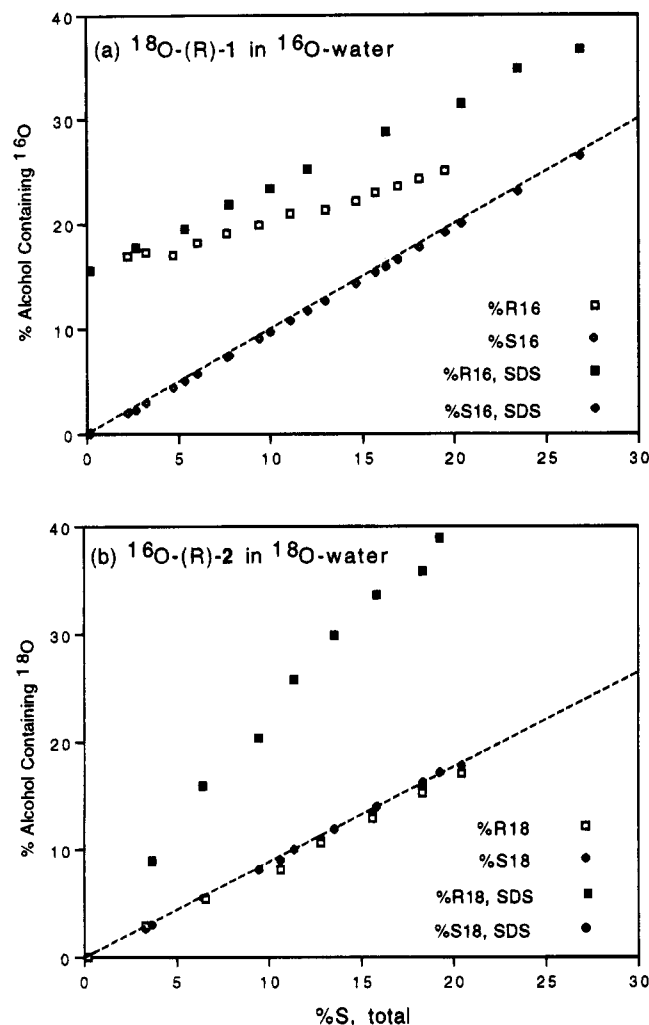 (a) ¹⁸O-(R)-1 in ¹⁶O-water
% Alcohol Containing ¹⁶O
40
30
20
10
0
%R16
%S16
%R16, SDS
%S16, SDS
0 5 10 15 20 25 30
(b) ¹⁶O-(R)-2 in ¹⁸O-water
% Alcohol Containing ¹⁸O
40
30
20
10
0
%R18
%S18
%R18, SDS
%S18, SDS
0 5 10 15 20 25 30
%S, total